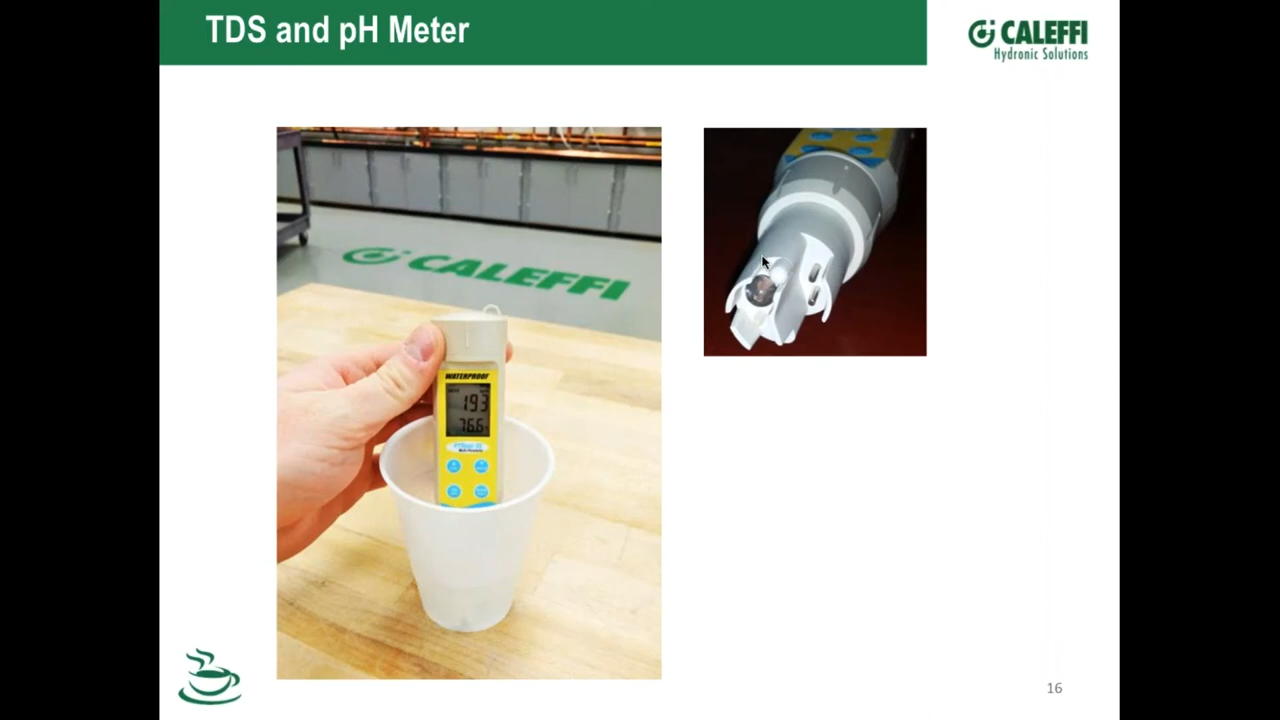 TDS and pH Meter
CALEFFI
Hydronic Solutions
CALEFFI
WATERPROOF
193
76.6
16